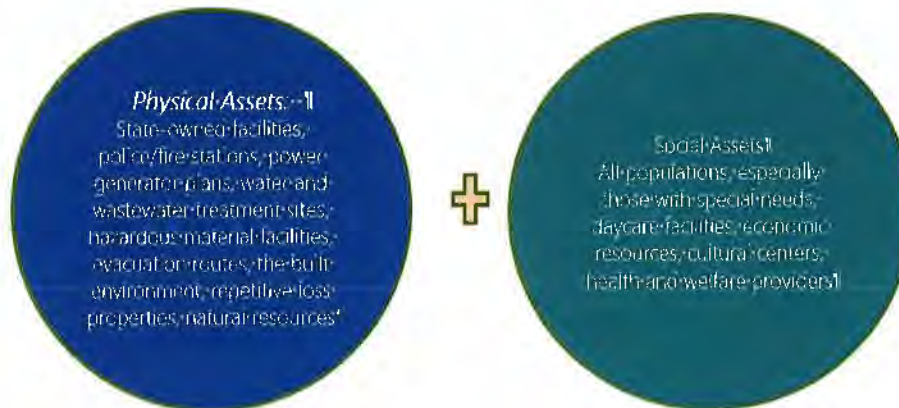 Physical·Assets:··¶
State-owned·facilities,·
police/fire·stations,·power·
generator·plans,·water·and·
wastewater·treatment·sites,·
hazardous·material·facilities,·
evacuation·routes,·the·built·
environment,·repetitive·loss·
properties,·natural·resources¶
Social·Assets¶
All·populations,·especially·
those·with·special·needs,·
daycare·facilities,·economic·
resources,·cultural·centers,·
health·and·welfare·providers¶